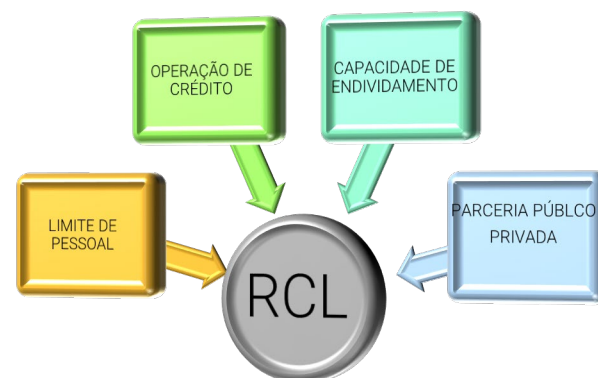 OPERAÇÃO DE
CRÉDITO
CAPACIDADE DE
ENDIVIDAMENTO
LIMITE DE
PESSOAL
PARCERIA PÚBLCO
PRIVADA
RCL